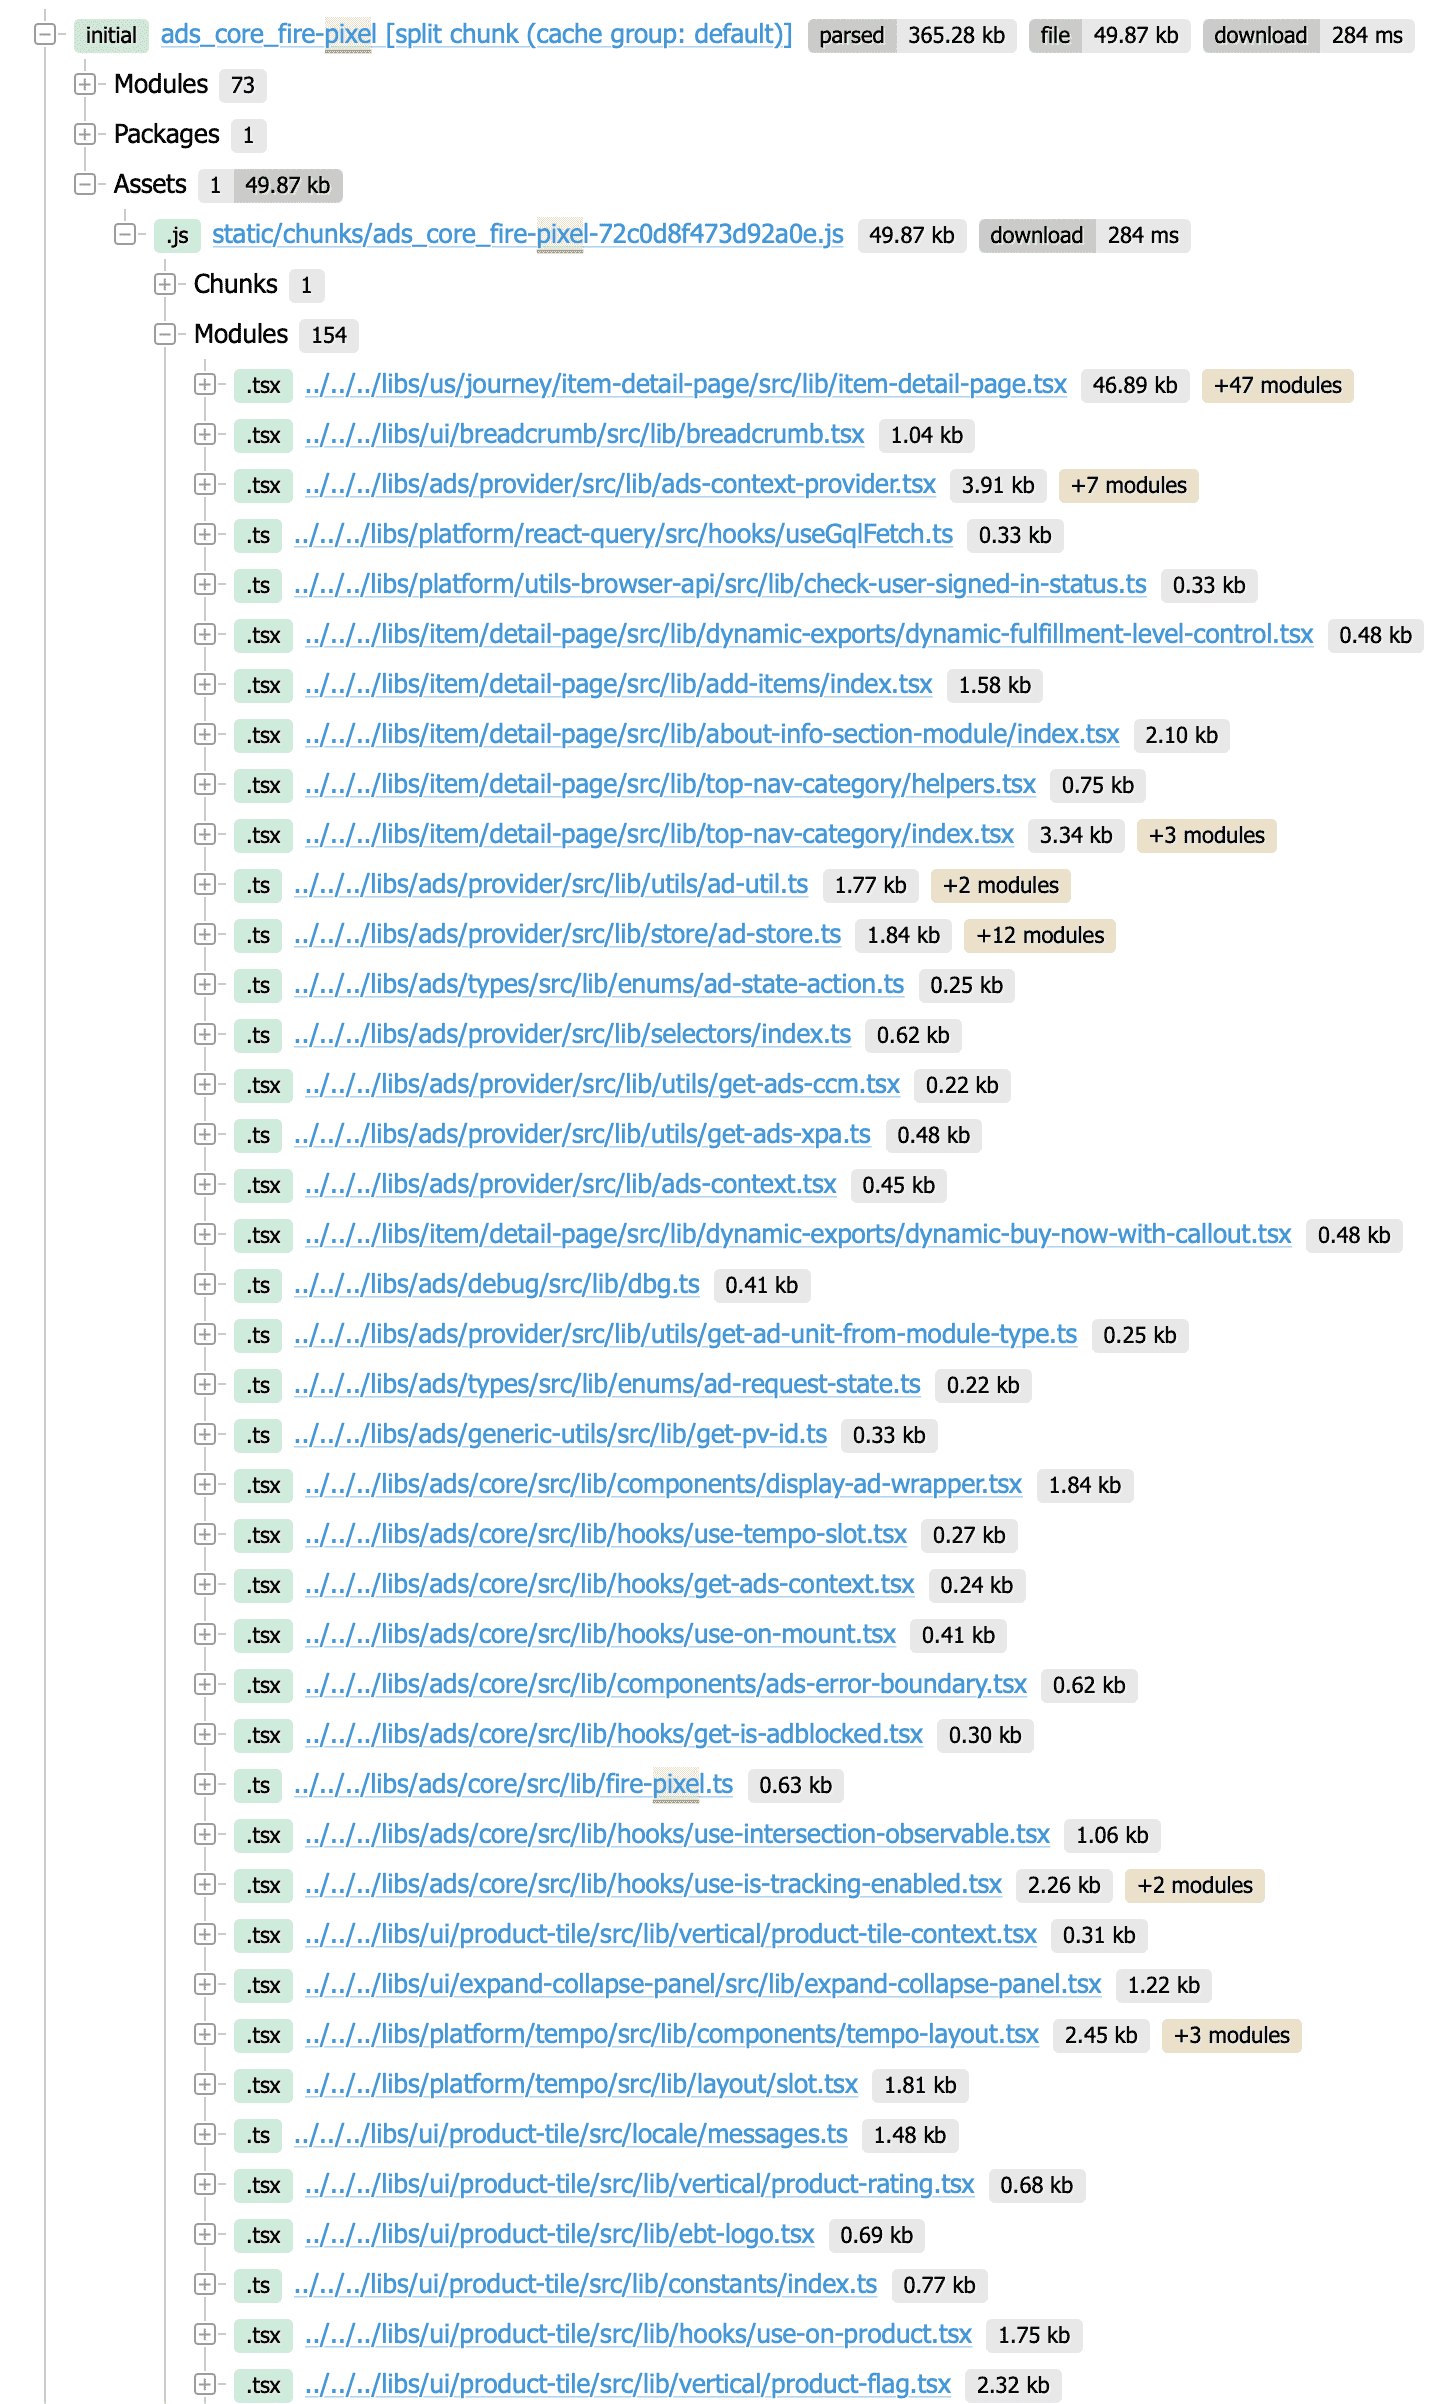 initial ads_core_fire-pixel [split chunk (cache group: default)] parsed 365.28 kb file 49.87 kb download 284 ms
Modules 73
Packages 1
Assets 1 49.87 kb
.js static/chunks/ads_core_fire-pixel-72c0d8f473d92a0e.js 49.87 kb download 284 ms
Chunks 1
Modules 154
.tsx ../../../libs/us/journey/item-detail-page/src/lib/item-detail-page.tsx 46.89 kb +47 modules
.tsx ../../../libs/ui/breadcrumb/src/lib/breadcrumb.tsx 1.04 kb
.tsx ../../../libs/ads/provider/src/lib/ads-context-provider.tsx 3.91 kb +7 modules
.ts ../../../libs/platform/react-query/src/hooks/useGqlFetch.ts 0.33 kb
.ts ../../../libs/platform/utils-browser-api/src/lib/check-user-signed-in-status.ts 0.33 kb
.tsx ../../../libs/item/detail-page/src/lib/dynamic-exports/dynamic-fulfillment-level-control.tsx 0.48 kb
.tsx ../../../libs/item/detail-page/src/lib/add-items/index.tsx 1.58 kb
.tsx ../../../libs/item/detail-page/src/lib/about-info-section-module/index.tsx 2.10 kb
.tsx ../../../libs/item/detail-page/src/lib/top-nav-category/helpers.tsx 0.75 kb
.tsx ../../../libs/item/detail-page/src/lib/top-nav-category/index.tsx 3.34 kb +3 modules
.ts ../../../libs/ads/provider/src/lib/utils/ad-util.ts 1.77 kb +2 modules
.ts ../../../libs/ads/provider/src/lib/store/ad-store.ts 1.84 kb +12 modules
.ts ../../../libs/ads/types/src/lib/enums/ad-state-action.ts 0.25 kb
.ts ../../../libs/ads/provider/src/lib/selectors/index.ts 0.62 kb
.tsx ../../../libs/ads/provider/src/lib/utils/get-ads-ccm.tsx 0.22 kb
.ts ../../../libs/ads/provider/src/lib/utils/get-ads-xpa.ts 0.48 kb
.tsx ../../../libs/ads/provider/src/lib/ads-context.tsx 0.45 kb
.tsx ../../../libs/item/detail-page/src/lib/dynamic-exports/dynamic-buy-now-with-callout.tsx 0.48 kb
.ts ../../../libs/ads/debug/src/lib/dbg.ts 0.41 kb
.ts ../../../libs/ads/provider/src/lib/utils/get-ad-unit-from-module-type.ts 0.25 kb
.ts ../../../libs/ads/types/src/lib/enums/ad-request-state.ts 0.22 kb
.ts ../../../libs/ads/generic-utils/src/lib/get-pv-id.ts 0.33 kb
.tsx ../../../libs/ads/core/src/lib/components/display-ad-wrapper.tsx 1.84 kb
.tsx ../../../libs/ads/core/src/lib/hooks/use-tempo-slot.tsx 0.27 kb
.tsx ../../../libs/ads/core/src/lib/hooks/get-ads-context.tsx 0.24 kb
.tsx ../../../libs/ads/core/src/lib/hooks/use-on-mount.tsx 0.41 kb
.tsx ../../../libs/ads/core/src/lib/components/ads-error-boundary.tsx 0.62 kb
.tsx ../../../libs/ads/core/src/lib/hooks/get-is-adblocked.tsx 0.30 kb
.ts ../../../libs/ads/core/src/lib/fire-pixel.ts 0.63 kb
.tsx ../../../libs/ads/core/src/lib/hooks/use-intersection-observable.tsx 1.06 kb
.tsx ../../../libs/ads/core/src/lib/hooks/use-is-tracking-enabled.tsx 2.26 kb +2 modules
.tsx ../../../libs/ui/product-tile/src/lib/vertical/product-tile-context.tsx 0.31 kb
.tsx ../../../libs/ui/expand-collapse-panel/src/lib/expand-collapse-panel.tsx 1.22 kb
.tsx ../../../libs/platform/tempo/src/lib/components/tempo-layout.tsx 2.45 kb +3 modules
.tsx ../../../libs/platform/tempo/src/lib/layout/slot.tsx 1.81 kb
.ts ../../../libs/ui/product-tile/src/locale/messages.ts 1.48 kb
.tsx ../../../libs/ui/product-tile/src/lib/vertical/product-rating.tsx 0.68 kb
.tsx ../../../libs/ui/product-tile/src/lib/ebt-logo.tsx 0.69 kb
.ts ../../../libs/ui/product-tile/src/lib/constants/index.ts 0.77 kb
.tsx ../../../libs/ui/product-tile/src/lib/hooks/use-on-product.tsx 1.75 kb
.tsx ../../../libs/ui/product-tile/src/lib/vertical/product-flag.tsx 2.32 kb